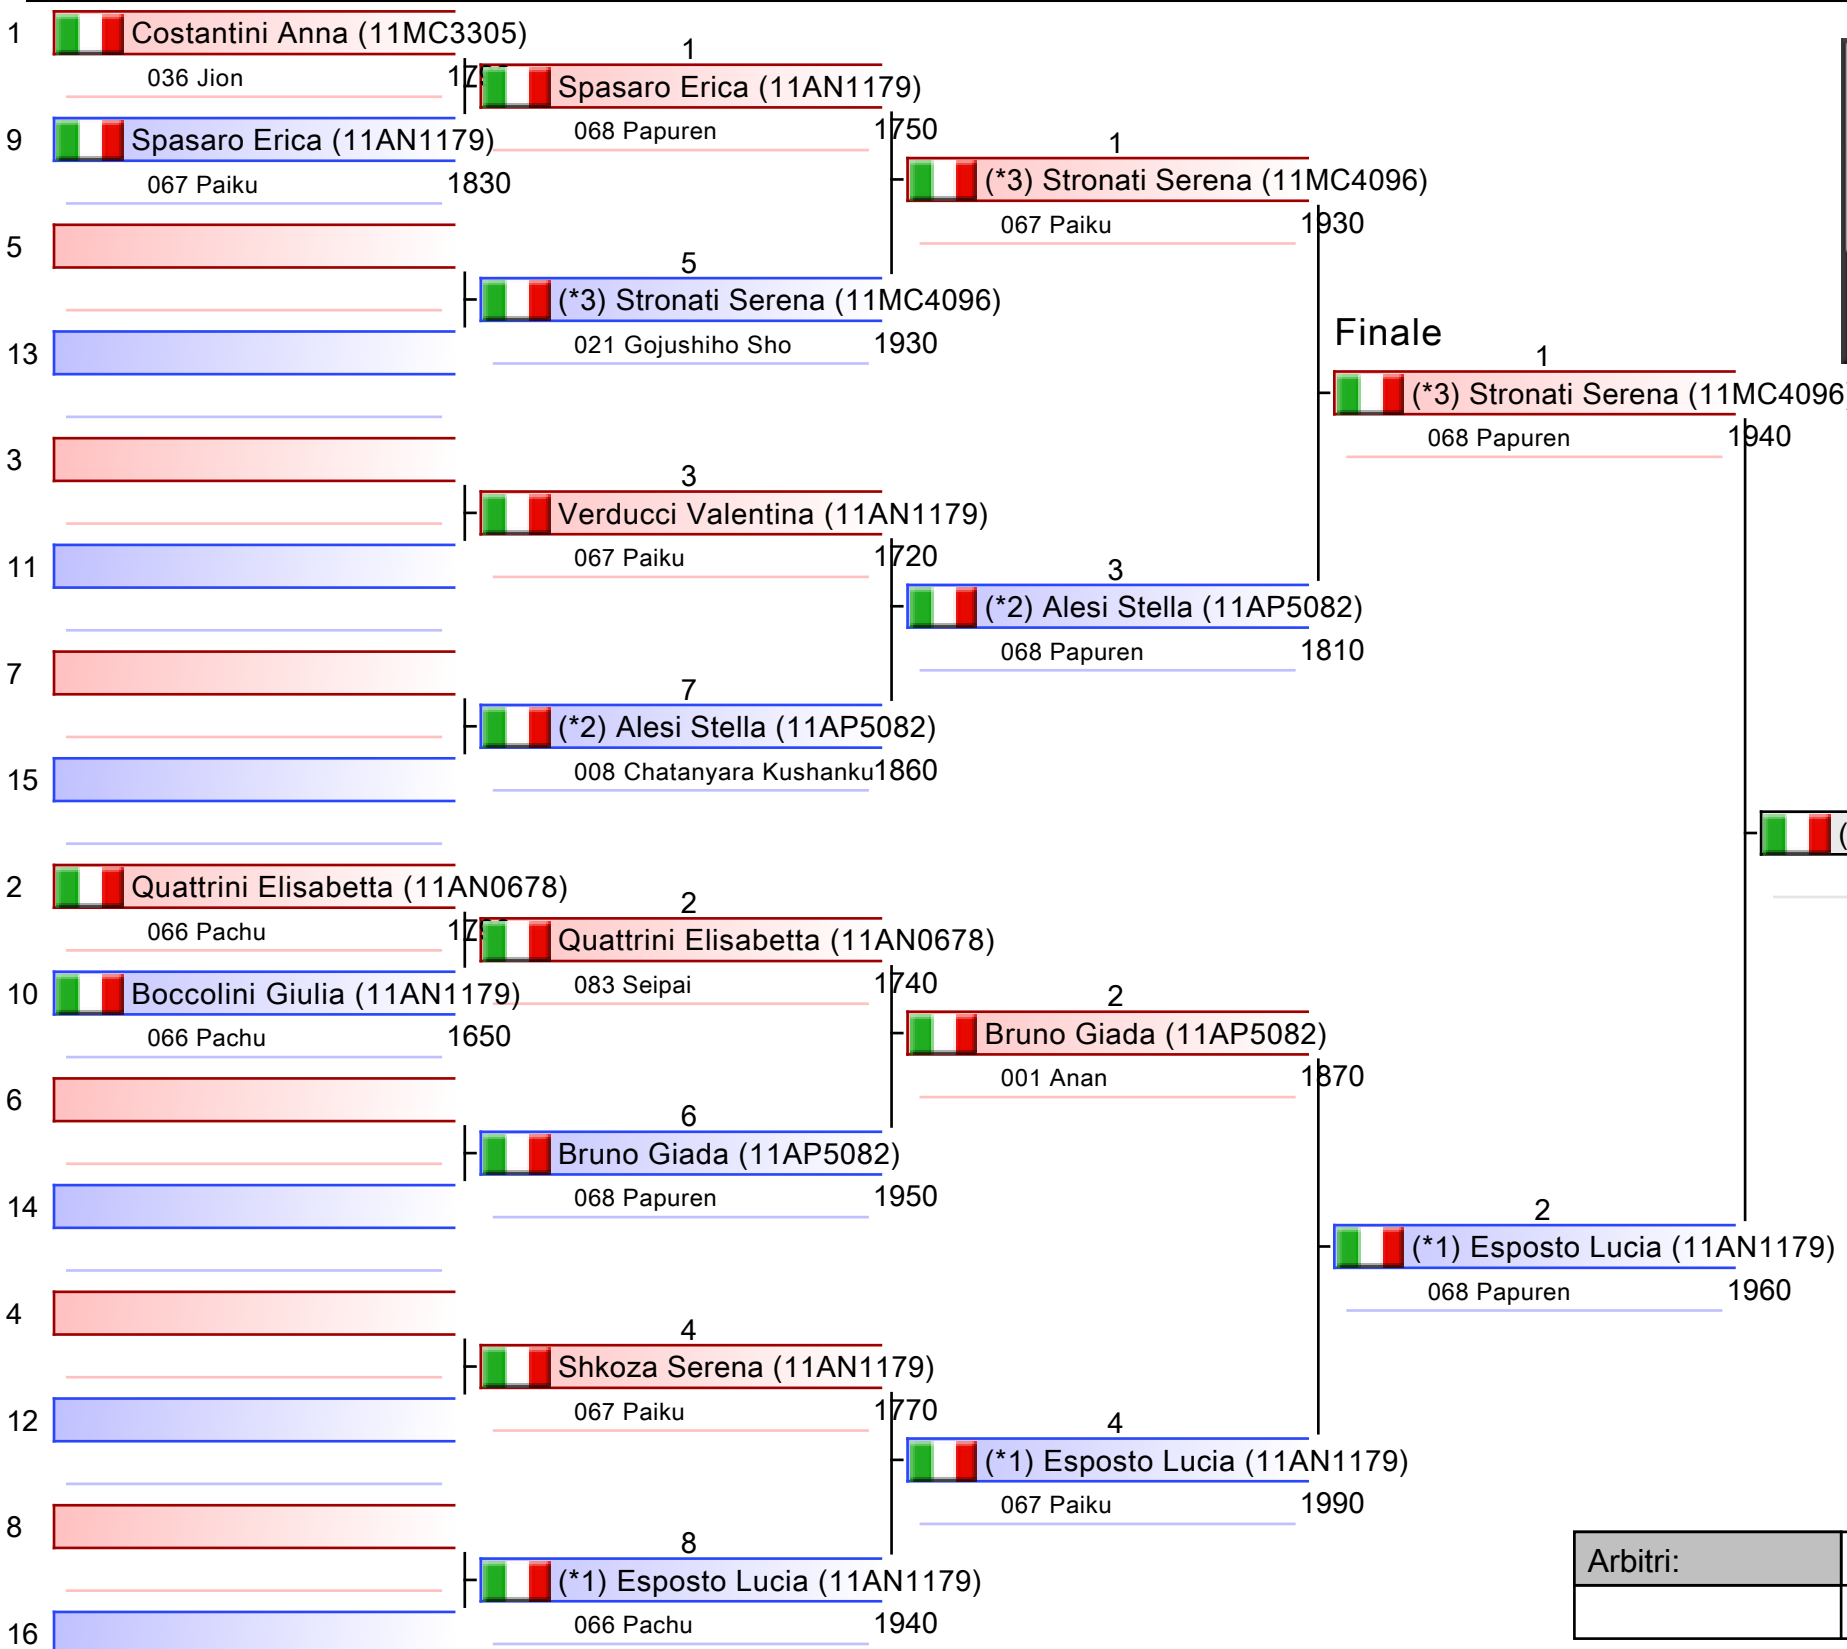 1
Costantini Anna (11MC3305)
036 Jion
9
Spasaro Erica (11AN1179)
067 Paiku 1830
5
13
3
11
7
15
2
Quattrini Elisabetta (11AN0678)
066 Pachu
10
Boccolini Giulia (11AN1179)
066 Pachu 1650
6
14
4
12
8
16
1
Spasaro Erica (11AN1179)
068 Papuren 1750
5
(*3) Stronati Serena (11MC4096)
021 Gojushiho Sho 1930
3
Verducci Valentina (11AN1179)
067 Paiku 1720
7
(*2) Alesi Stella (11AP5082)
008 Chatanyara Kushanku 1860
2
Quattrini Elisabetta (11AN0678)
083 Seipai 1740
6
Bruno Giada (11AP5082)
068 Papuren 1950
4
Shkoza Serena (11AN1179)
067 Paiku 1770
8
(*1) Esposto Lucia (11AN1179)
066 Pachu 1940
1
(*3) Stronati Serena (11MC4096)
067 Paiku 1930
3
(*2) Alesi Stella (11AP5082)
068 Papuren 1810
2
Bruno Giada (11AP5082)
001 Anan 1870
4
(*1) Esposto Lucia (11AN1179)
067 Paiku 1990
Finale
1
(*3) Stronati Serena (11MC4096)
068 Papuren 1940
2
(*1) Esposto Lucia (11AN1179)
068 Papuren 1960
(
Arbitri: